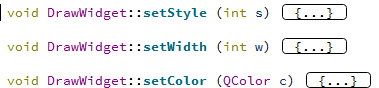 void DrawWidget::setStyle (int s) {...}
void DrawWidget::setWidth (int w) {...}
void DrawWidget::setColor (QColor c) {...}